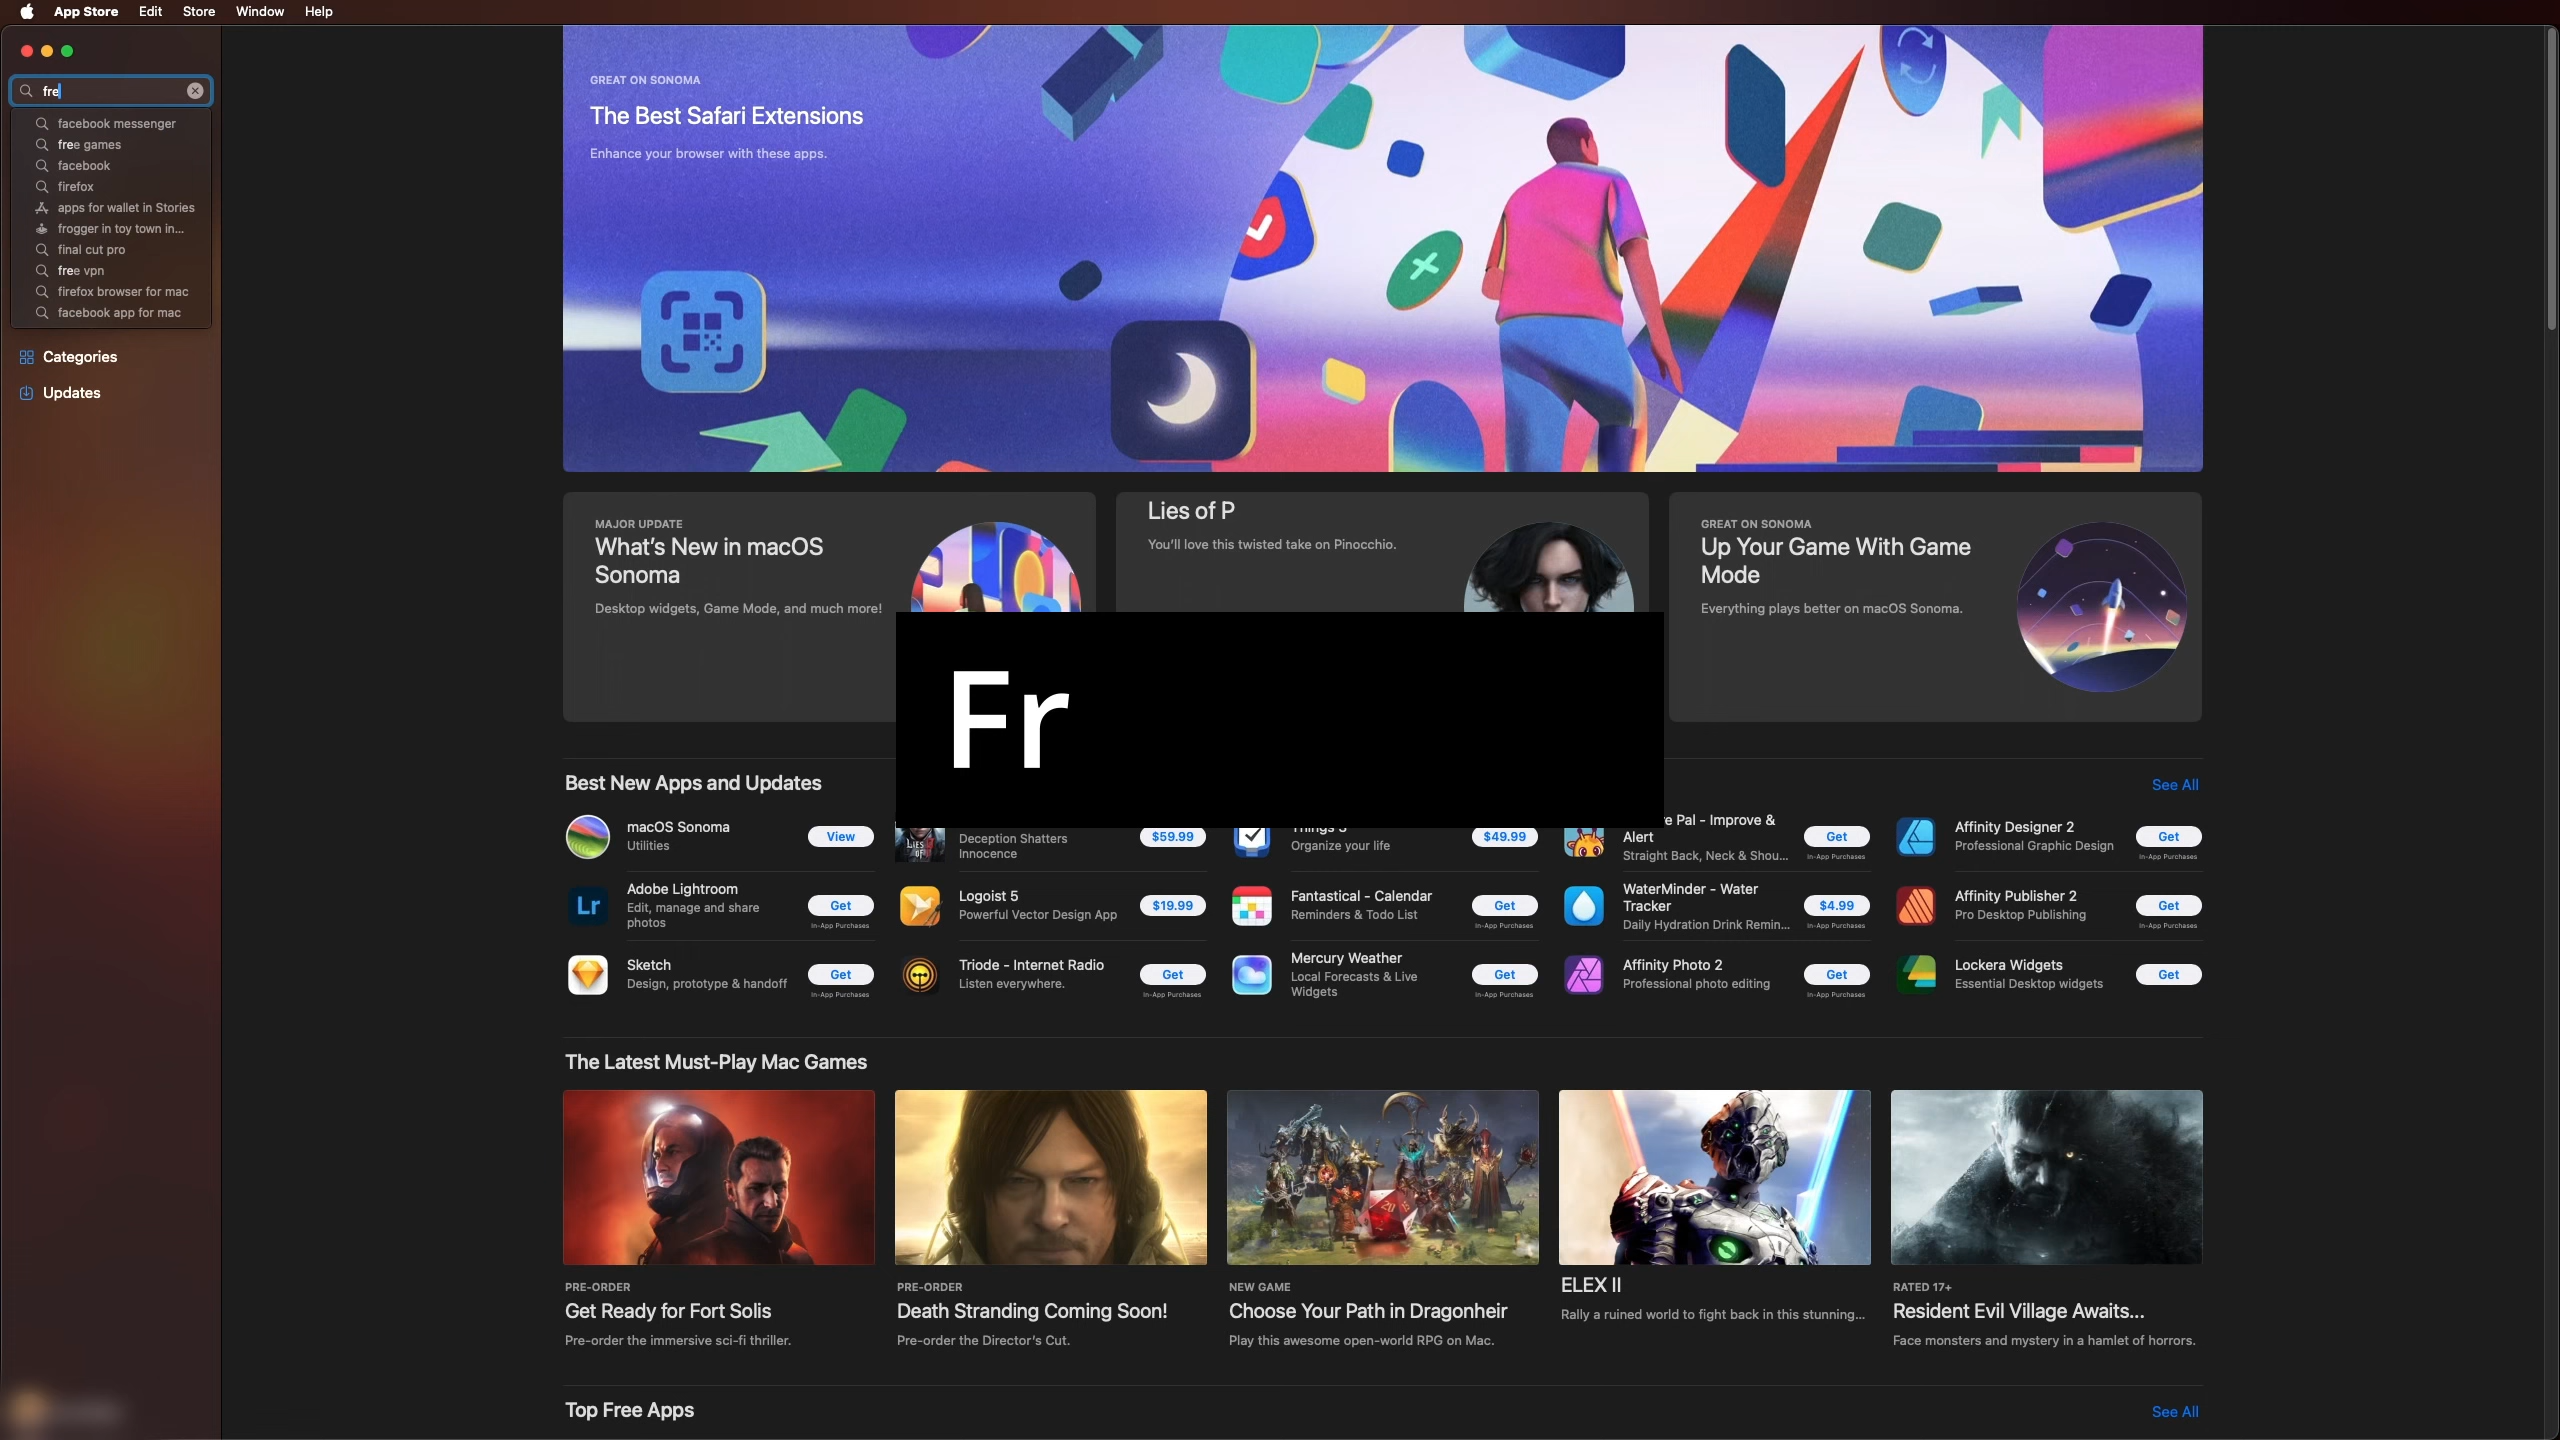 App Store Edit Store Window Help
fre
facebook messenger
free games
facebook
firefox
apps for wallet in Stories
frogger in toy town in...
final cut pro
free vpn
firefox browser for mac
facebook app for mac
Categories
Updates
GREAT ON SONOMA
The Best Safari Extensions
Enhance your browser with these apps.
MAJOR UPDATE
What's New in macOS
Sonoma
Desktop widgets, Game Mode, and much more!
Lies of P
You'll love this twisted take on Pinocchio.
GREAT ON SONOMA
Up Your Game With Game
Mode
Everything plays better on macOS Sonoma.
Fr
Best New Apps and Updates
See All
macOS Sonoma
Utilities
View
LIES
OF
Deception Shatters
Innocence
$59.99
Things 3
Organize your life
$49.99
e Pal - Improve &
Alert
Straight Back, Neck & Shou...
Get
In-App Purchases
Affinity Designer 2
Professional Graphic Design
Get
In-App Purchases
Lr
Adobe Lightroom
Edit, manage and share
photos
Get
In-App Purchases
Logoist 5
Powerful Vector Design App
$19.99
Fantastical - Calendar
Reminders & Todo List
Get
In-App Purchases
WaterMinder - Water
Tracker
Daily Hydration Drink Remin...
$4.99
In-App Purchases
Affinity Publisher 2
Pro Desktop Publishing
Get
In-App Purchases
Sketch
Design, prototype & handoff
Get
In-App Purchases
Triode - Internet Radio
Listen everywhere.
Get
In-App Purchases
Mercury Weather
Local Forecasts & Live
Widgets
Get
In-App Purchases
Affinity Photo 2
Professional photo editing
Get
In-App Purchases
Lockera Widgets
Essential Desktop widgets
Get
The Latest Must-Play Mac Games
20
PRE-ORDER
Get Ready for Fort Solis
Pre-order the immersive sci-fi thriller.
PRE-ORDER
Death Stranding Coming Soon!
Pre-order the Director's Cut.
NEW GAME
Choose Your Path in Dragonheir
Play this awesome open-world RPG on Mac.
ELEX II
Rally a ruined world to fight back in this stunning...
RATED 17+
Resident Evil Village Awaits...
Face monsters and mystery in a hamlet of horrors.
Top Free Apps
See All